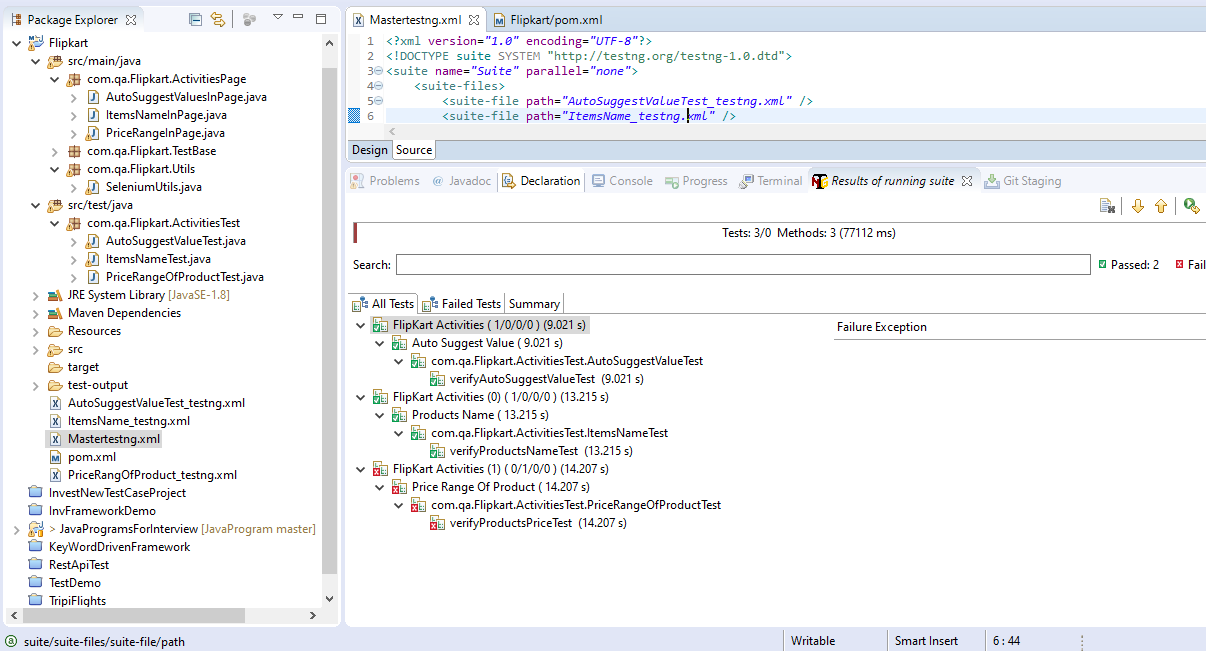 Package Explorer
Flipkart
src/main/java
com.qa.Flipkart.ActivitiesPage
AutoSuggestValuesInPage.java
ItemsNameInPage.java
PriceRangeInPage.java
com.qa.Flipkart.TestBase
com.qa.Flipkart.Utils
SeleniumUtils.java
src/test/java
com.qa.Flipkart.ActivitiesTest
AutoSuggestValueTest.java
ItemsNameTest.java
PriceRangeOfProductTest.java
JRE System Library [JavaSE-1.8]
Maven Dependencies
Resources
src
target
test-output
AutoSuggestValueTest_testng.xml
ItemsName_testng.xml
Mastertestng.xml
pom.xml
PriceRangOfProduct_testng.xml
InvestNewTestCaseProject
InvFrameworkDemo
> JavaProgramsForInterview [JavaProgram master]
KeyWordDrivenFramework
RestApiTest
TestDemo
TripiFlights
Mastertestng.xml Flipkart/pom.xml
1 <?xml version="1.0" encoding="UTF-8"?>
2 <!DOCTYPE suite SYSTEM "http://testng.org/testng-1.0.dtd">
3 <suite name="Suite" parallel="none">
4 <suite-files>
5 <suite-file path="AutoSuggestValueTest_testng.xml" />
6 <suite-file path="ItemsName_testng.xml" />
Design Source
Problems @ Javadoc Declaration Console Progress Terminal Results of running suite Git Staging
Tests: 3/0 Methods: 3 (77112 ms)
Search: Passed: 2 Fail
All Tests Failed Tests Summary
FlipKart Activities ( 1/0/0/0 ) (9.021 s)
Failure Exception
Auto Suggest Value ( 9.021 s)
com.qa.Flipkart.ActivitiesTest.AutoSuggestValueTest
verifyAutoSuggestValueTest (9.021 s)
FlipKart Activities (0) ( 1/0/0/0 ) (13.215 s)
Products Name ( 13.215 s)
com.qa.Flipkart.ActivitiesTest.ItemsNameTest
verifyProductsNameTest (13.215 s)
FlipKart Activities (1) ( 0/1/0/0 ) (14.207 s)
Price Range Of Product ( 14.207 s)
com.qa.Flipkart.ActivitiesTest.PriceRangeOfProductTest
verifyProductsPriceTest (14.207 s)
suite/suite-files/suite-file/path Writable Smart Insert 6 : 44